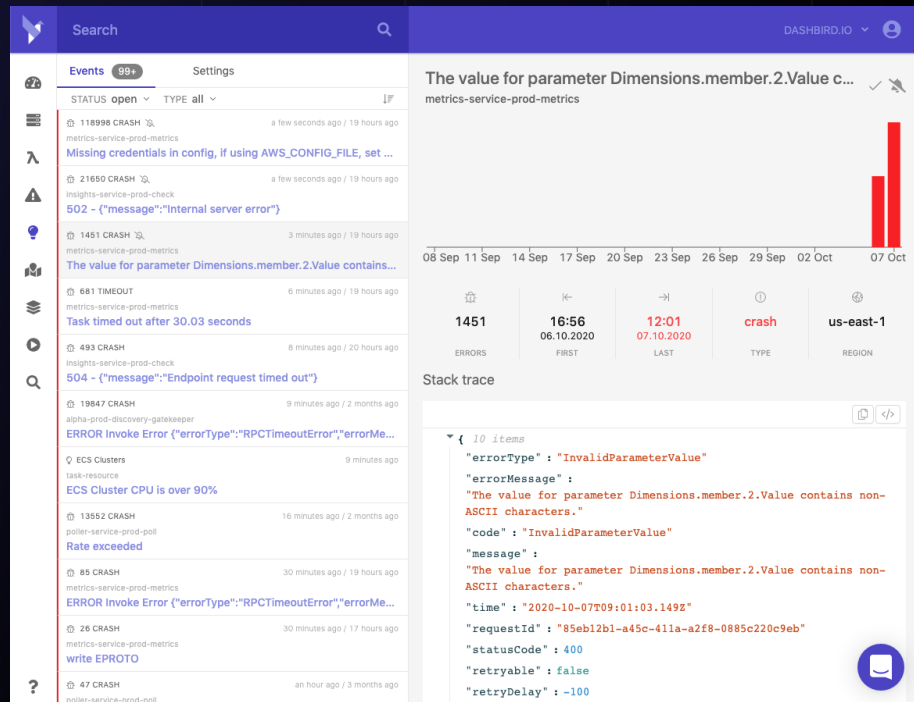 Search
DASHBIRD.IO
Events 99+
Settings
STATUS open TYPE all
118998 CRASH a few seconds ago / 19 hours ago
metrics-service-prod-metrics
Missing credentials in config, if using AWS_CONFIG_FILE, set ...
21650 CRASH a few seconds ago / 19 hours ago
insights-service-prod-check
502 - {"message":"Internal server error"}
1451 CRASH 3 minutes ago / 19 hours ago
metrics-service-prod-metrics
The value for parameter Dimensions.member.2.Value contains...
681 TIMEOUT 6 minutes ago / 19 hours ago
metrics-service-prod-metrics
Task timed out after 30.03 seconds
493 CRASH 8 minutes ago / 20 hours ago
insights-service-prod-check
504 - {"message":"Endpoint request timed out"}
19847 CRASH 9 minutes ago / 2 months ago
alpha-prod-discovery-gatekeeper
ERROR Invoke Error {"errorType":"RPCTimeoutError","errorMe...
ECS Clusters 9 minutes ago
task-resource
ECS Cluster CPU is over 90%
13552 CRASH 16 minutes ago / 2 months ago
poller-service-prod-poll
Rate exceeded
85 CRASH 30 minutes ago / 19 hours ago
metrics-service-prod-metrics
ERROR Invoke Error {"errorType":"RPCTimeoutError","errorMe...
26 CRASH 30 minutes ago / 17 hours ago
metrics-service-prod-metrics
write EPROTO
47 CRASH an hour ago / 3 months ago
poller-service-prod-poll
?
The value for parameter Dimensions.member.2.Value c...
metrics-service-prod-metrics
08 Sep 11 Sep 14 Sep 17 Sep 20 Sep 23 Sep 26 Sep 29 Sep 02 Oct 07 Oct
1451 16:56 12:01 crash us-east-1
06.10.2020 07.10.2020
ERRORS FIRST LAST TYPE REGION
Stack trace
{ 10 items
"errorType" : "InvalidParameterValue"
"errorMessage" :
"The value for parameter Dimensions.member.2.Value contains non-
ASCII characters."
"code" : "InvalidParameterValue"
"message" :
"The value for parameter Dimensions.member.2.Value contains non-
ASCII characters."
"time" : "2020-10-07T09:01:03.149Z"
"requestId" : "85eb12b1-a45c-411a-a2f8-0885c220c9eb"
"statusCode" : 400
"retryable" : false
"retryDelay" : -100